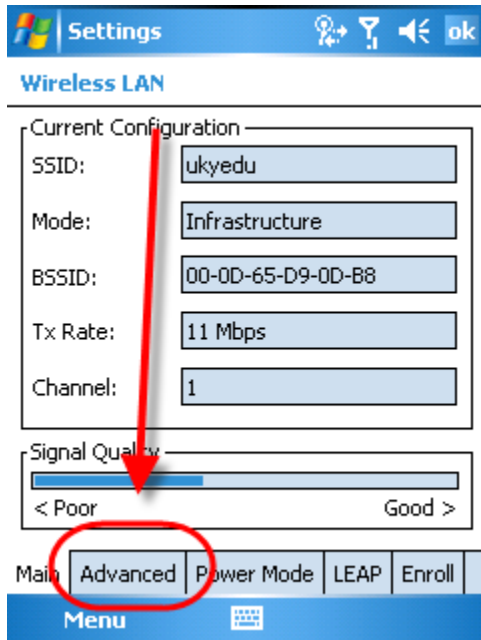 Settings
ok
Wireless LAN
Current Configuration
SSID: ukyedu
Mode: Infrastructure
BSSID: 00-0D-65-D9-0D-B8
Tx Rate: 11 Mbps
Channel: 1
Signal Quality
< Poor Good >
Main Advanced Power Mode LEAP Enroll
Menu